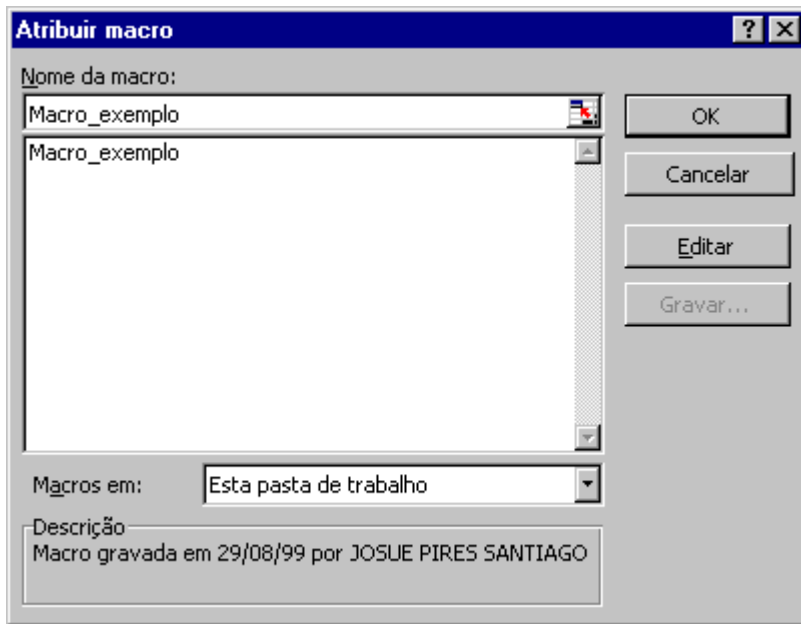 Atribuir macro
Nome da macro:
Macro_exemplo
Macro_exemplo
OK
Cancelar
Editar
Gravar...
Macros em:
Esta pasta de trabalho
Descrição
Macro gravada em 29/08/99 por JOSUE PIRES SANTIAGO